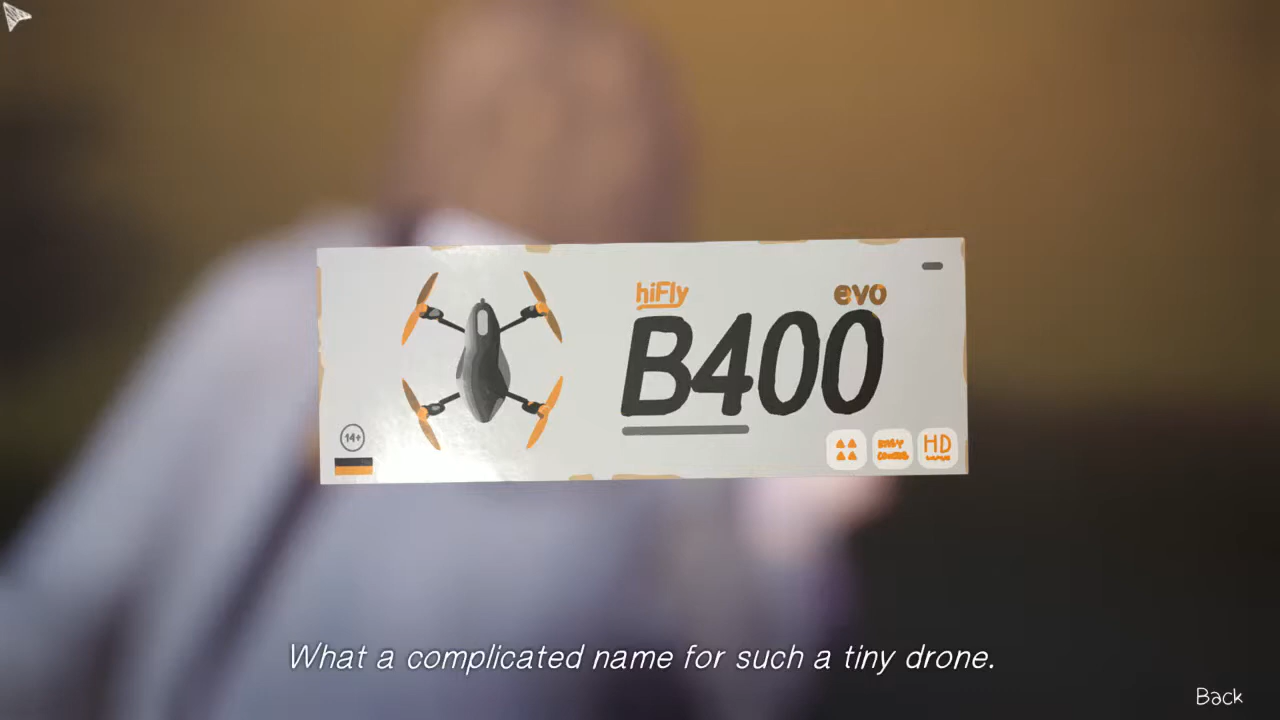 hiFly
evo
B400
14+
HD
What a complicated name for such a tiny drone.
Back